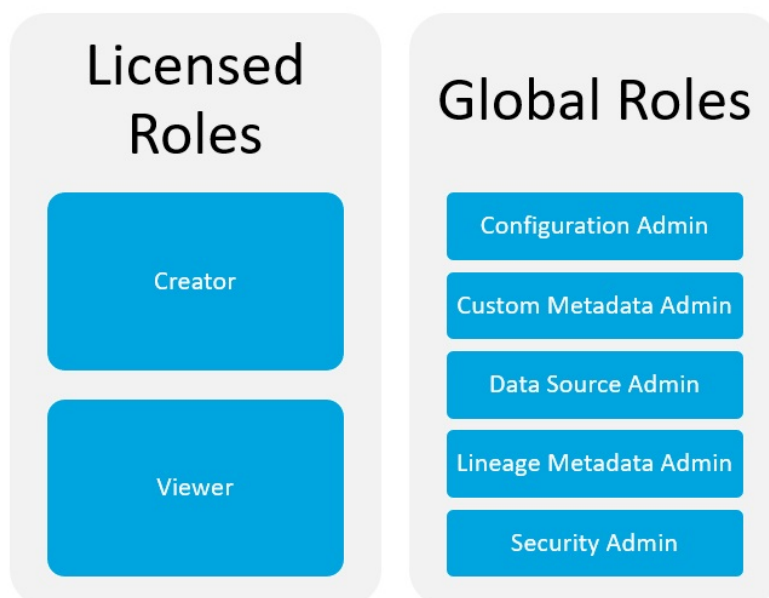 Licensed
Roles
Creator
Viewer
Global Roles
Configuration Admin
Custom Metadata Admin
Data Source Admin
Lineage Metadata Admin
Security Admin